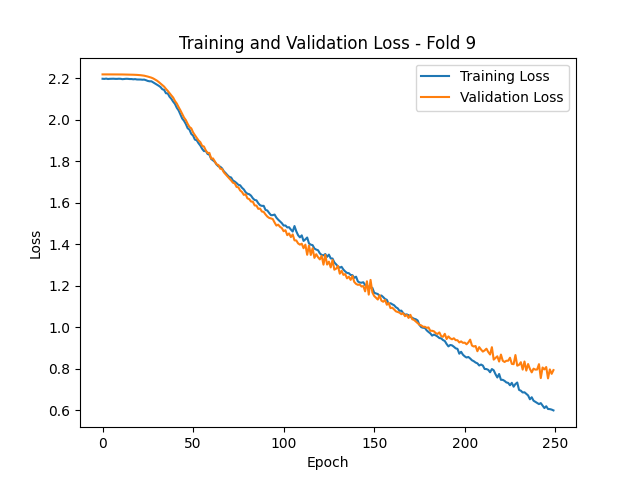 Training and Validation Loss - Fold 9
Training Loss
Validation Loss
Loss
2.2
2.0
1.8
1.6
1.4
1.2
1.0
0.8
0.6
0 50 100 150 200 250
Epoch